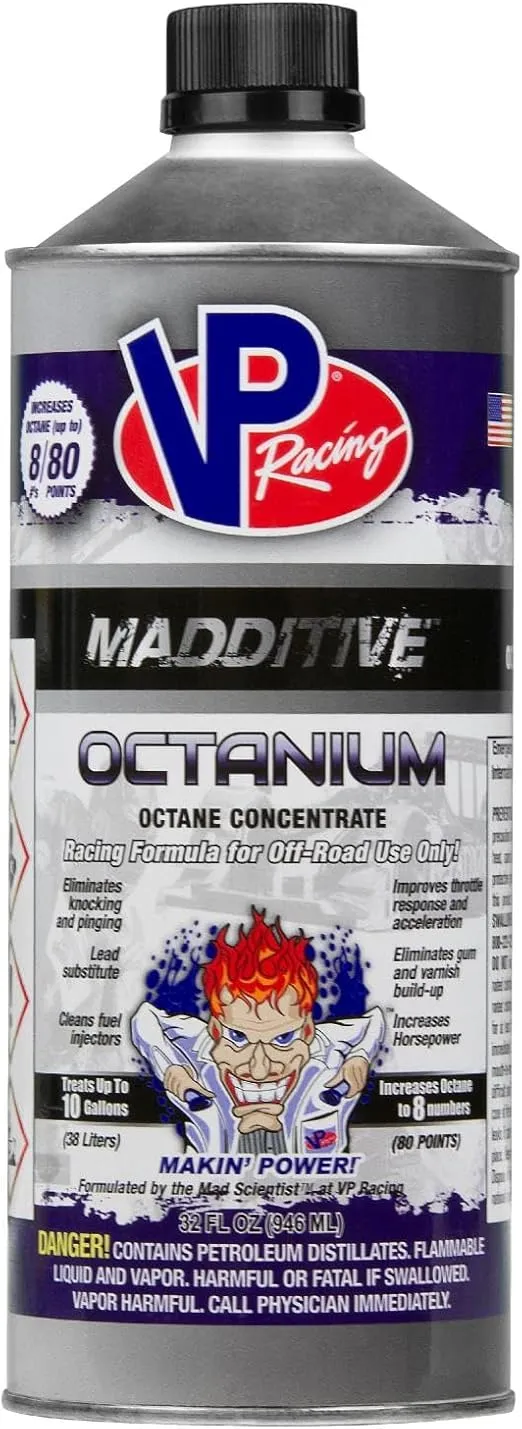 VP
Racing
®
INCREASES
OCTANE (up to)
8/80
#'s POINTS
MADDITIVE™
OCTANIUM
OCTANE CONCENTRATE
Racing Formula for Off-Road Use Only!
Eliminates
knocking
and pinging
Lead
substitute
Cleans fuel
injectors
Improves throttle
response and
acceleration
Eliminates gum
and varnish
build-up
Increases
Horsepower
Treats Up To
10 Gallons
(38 Liters)
Increases Octane
to 8 numbers
(80 POINTS)
VP
™
MAKIN' POWER!
Formulated by the Mad Scientist™ at VP Racing
32 FL OZ (946 ML)
DANGER! CONTAINS PETROLEUM DISTILLATES. FLAMMABLE
LIQUID AND VAPOR. HARMFUL OR FATAL IF SWALLOWED.
VAPOR HARMFUL. CALL PHYSICIAN IMMEDIATELY.